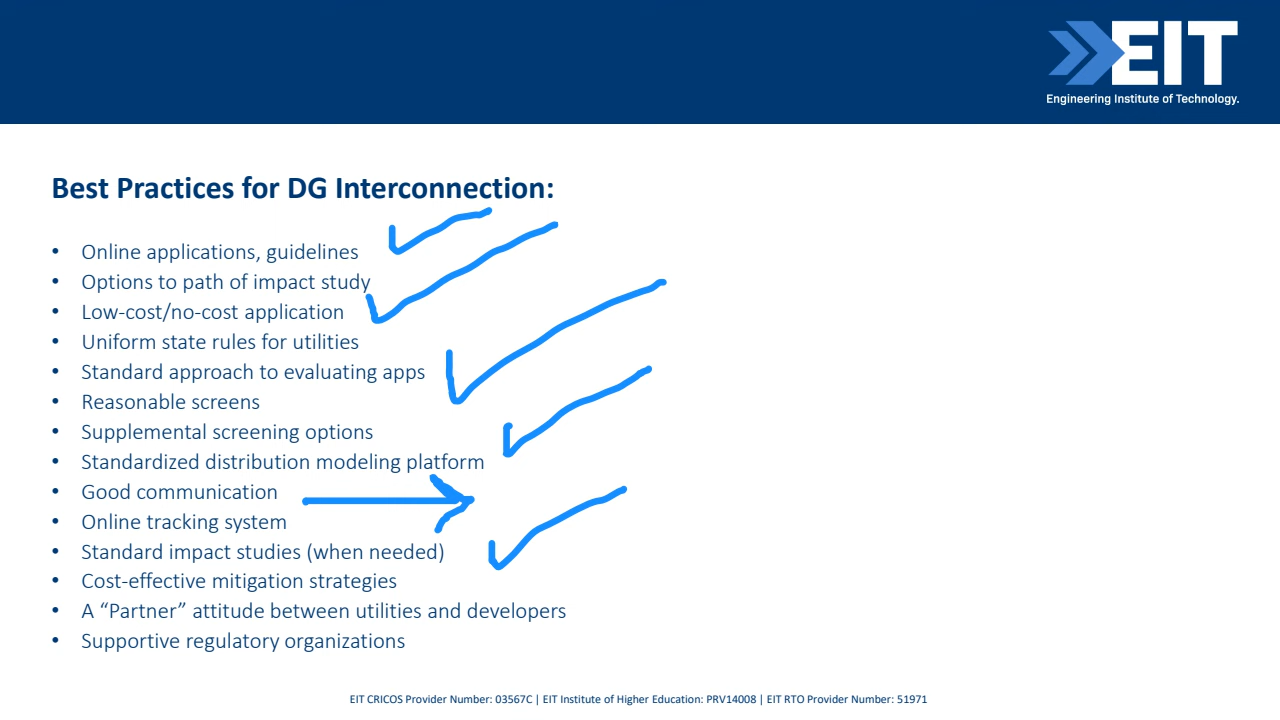 EIT
Engineering Institute of Technology.
Best Practices for DG Interconnection:
• Online applications, guidelines
• Options to path of impact study
• Low-cost/no-cost application
• Uniform state rules for utilities
• Standard approach to evaluating apps
• Reasonable screens
• Supplemental screening options
• Standardized distribution modeling platform
• Good communication
• Online tracking system
• Standard impact studies (when needed)
• Cost-effective mitigation strategies
• A “Partner” attitude between utilities and developers
• Supportive regulatory organizations
EIT CRICOS Provider Number: 03567C | EIT Institute of Higher Education: PRV14008 | EIT RTO Provider Number: 51971